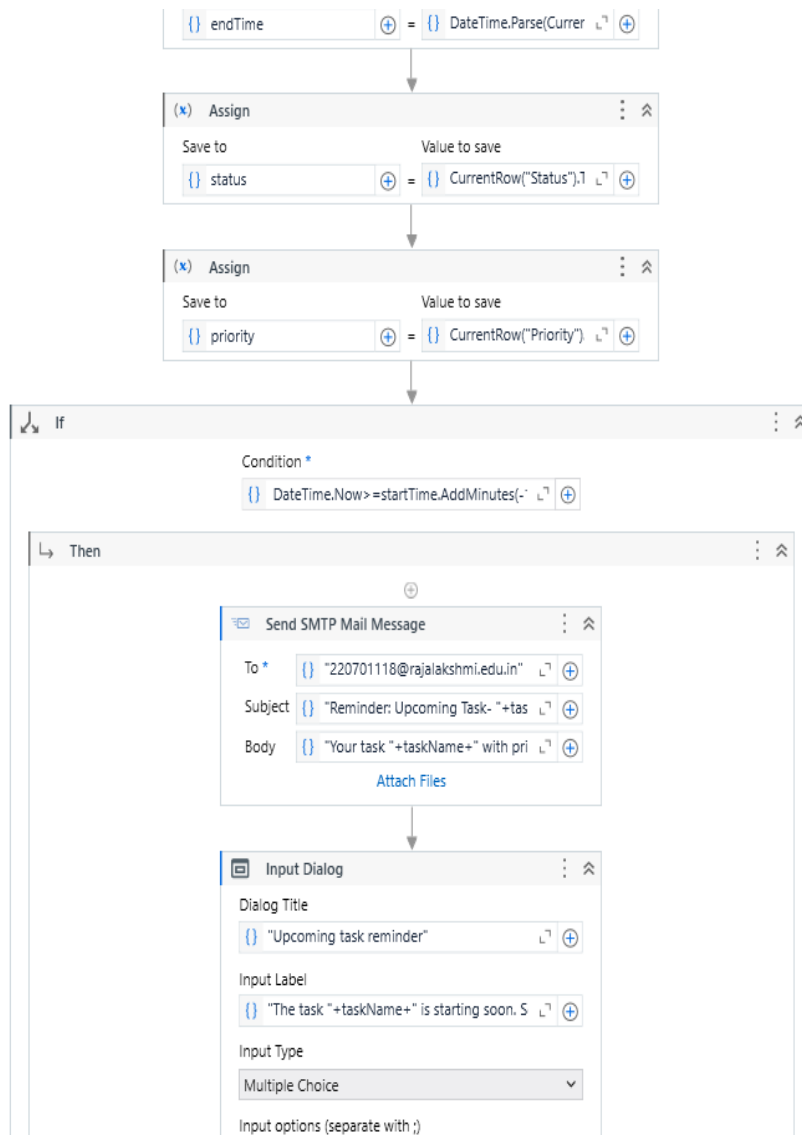 {} endTime = {} DateTime.Parse(Curren
(x) Assign
Save to Value to save
{} status = {} CurrentRow("Status").T
(x) Assign
Save to Value to save
{} priority = {} CurrentRow("Priority").
If
Condition *
{} DateTime.Now>=startTime.AddMinutes(-
Then
Send SMTP Mail Message
To * {} "220701118@rajalakshmi.edu.in"
Subject {} "Reminder: Upcoming Task- "+tas
Body {} "Your task "+taskName+" with pri
Attach Files
Input Dialog
Dialog Title
{} "Upcoming task reminder"
Input Label
{} "The task "+taskName+" is starting soon. S
Input Type
Multiple Choice
Input options (separate with ;)